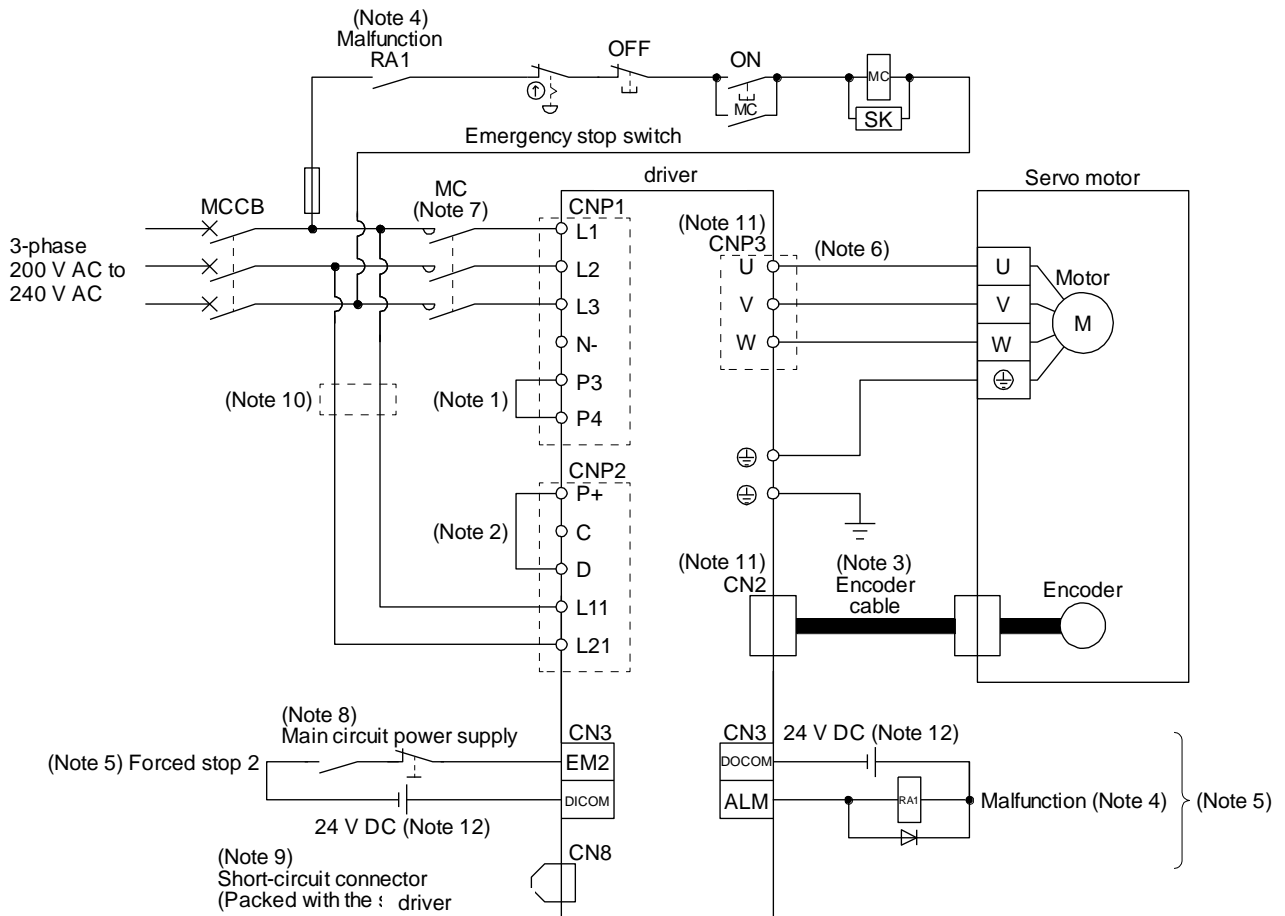 (Note 4)
Malfunction
RA1
OFF
ON
MC
MC
SK
Emergency stop switch
driver
Servo motor
MCCB
MC
(Note 7)
CNP1
(Note 11)
CNP3
(Note 6)
3-phase
200 V AC to
240 V AC
L1
L2
L3
N-
P3
P4
U
V
W
U
V
W
Motor
M
(Note 10)
(Note 1)
CNP2
P+
C
D
L11
L21
(Note 2)
(Note 11)
CN2
(Note 3)
Encoder
cable
Encoder
(Note 8)
Main circuit power supply
(Note 5) Forced stop 2
CN3
EM2
DICOM
24 V DC (Note 12)
CN3
24 V DC (Note 12)
DOCOM
ALM
RA1
Malfunction (Note 4)
(Note 5)
(Note 9)
Short-circuit connector
(Packed with the driver
CN8